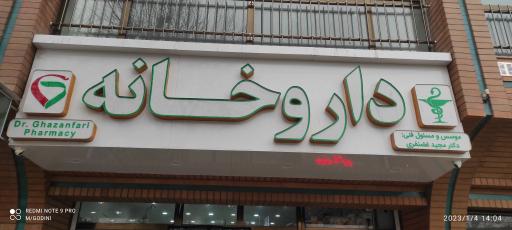 داروخانه
Dr. Ghazanfari
Pharmacy
موسس و مسئول فنی:
دکتر مجید غضنفری
REDMI NOTE 9 PRO
M/GODINI
2023/1/4 14:04